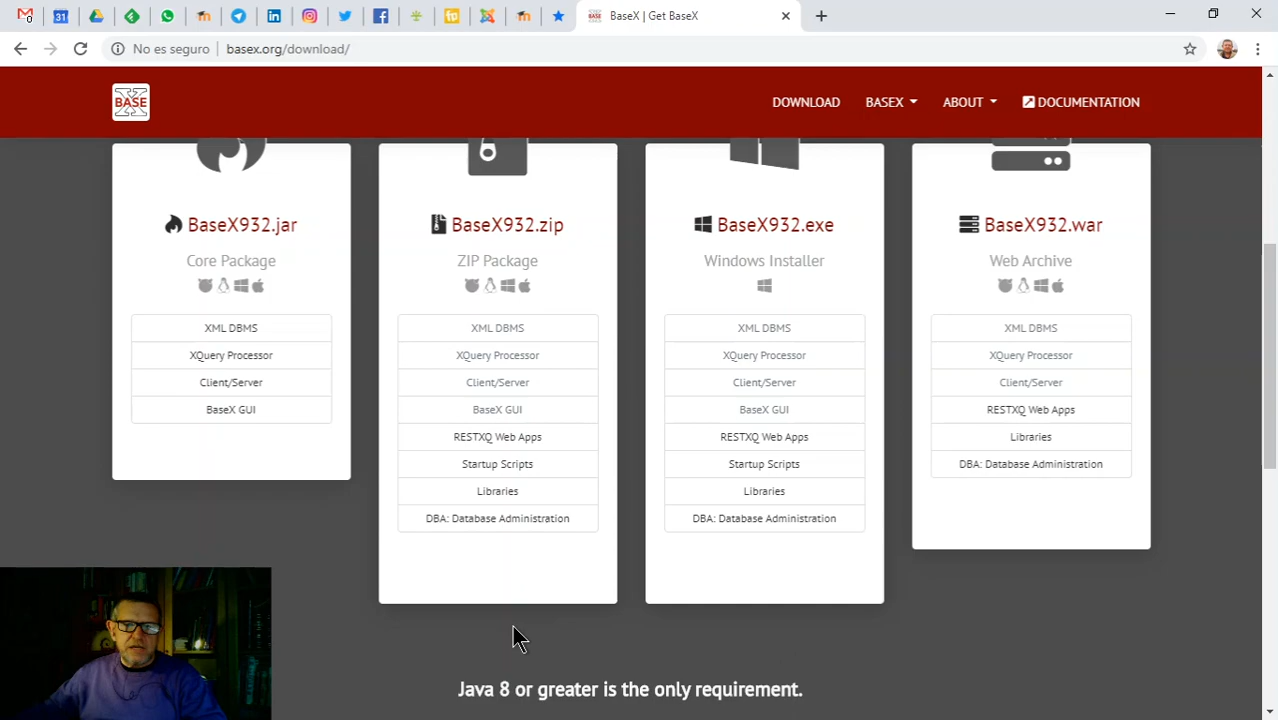 BaseX | Get BaseX
No es seguro | basex.org/download/
BASE
DOWNLOAD
BASEX
ABOUT
DOCUMENTATION
BaseX932.jar
Core Package
XML DBMS
XQuery Processor
Client/Server
BaseX GUI
BaseX932.zip
ZIP Package
XML DBMS
XQuery Processor
Client/Server
BaseX GUI
RESTXQ Web Apps
Startup Scripts
Libraries
DBA: Database Administration
BaseX932.exe
Windows Installer
XML DBMS
XQuery Processor
Client/Server
BaseX GUI
RESTXQ Web Apps
Startup Scripts
Libraries
DBA: Database Administration
BaseX932.war
Web Archive
XML DBMS
XQuery Processor
Client/Server
RESTXQ Web Apps
Libraries
DBA: Database Administration
Java 8 or greater is the only requirement.